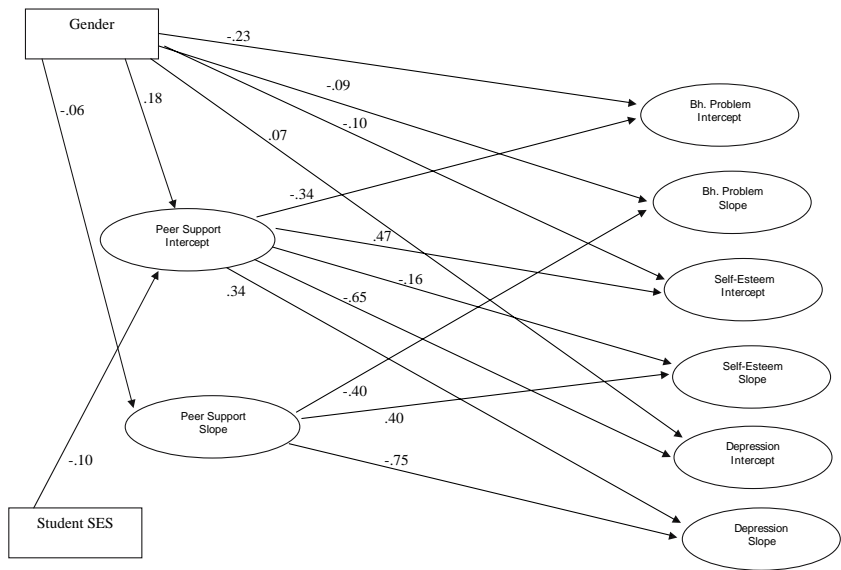 Gender
-.23
-.09
-.06
.18
-.10
.07
Bh. Problem
Intercept
-.34
Bh. Problem
Slope
Peer Support
Intercept
.47
-.16
Self-Esteem
Intercept
.34
-.65
Self-Esteem
Slope
-.40
.40
Peer Support
Slope
-.10
-.75
Depression
Intercept
Student SES
Depression
Slope